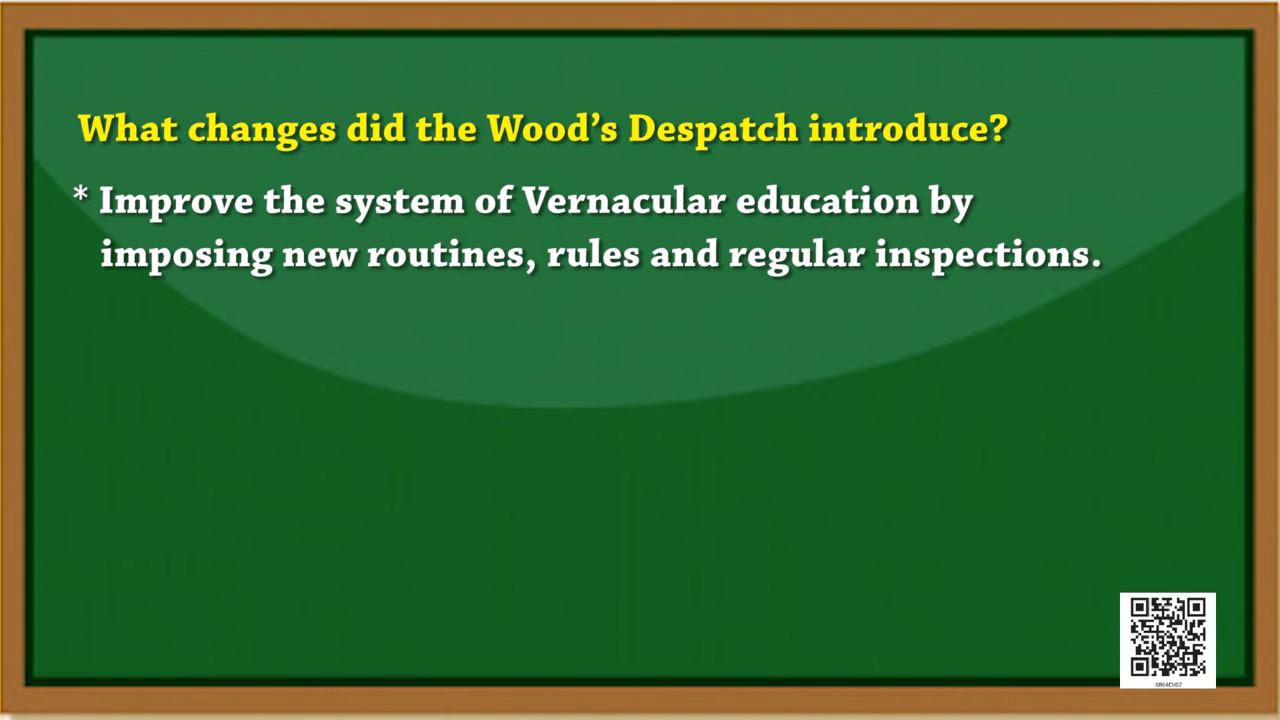 What changes did the Wood's Despatch introduce?
* Improve the system of Vernacular education by
imposing new routines, rules and regular inspections.